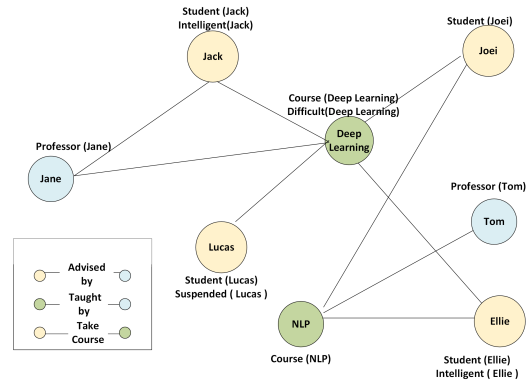 Student (Jack)
Intelligent(Jack)
Jack
Student (Joei)
Joei
Course (Deep Learning)
Difficult(Deep Learning)
Deep
Learning
Professor (Jane)
Jane
Professor (Tom)
Tom
Lucas
Student (Lucas)
Suspended ( Lucas )
Advised
by
Taught
by
Take
Course
NLP
Course (NLP)
Ellie
Student (Ellie)
Intelligent ( Ellie )